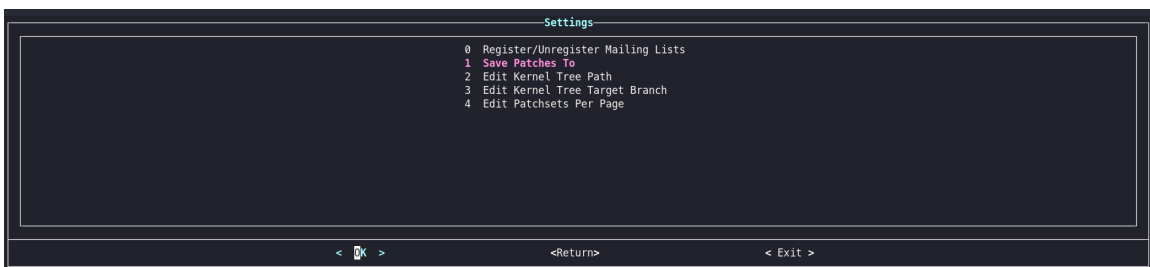 Settings
0 Register/Unregister Mailing Lists
1 Save Patches To
2 Edit Kernel Tree Path
3 Edit Kernel Tree Target Branch
4 Edit Patchsets Per Page
< OK > <Return> < Exit >